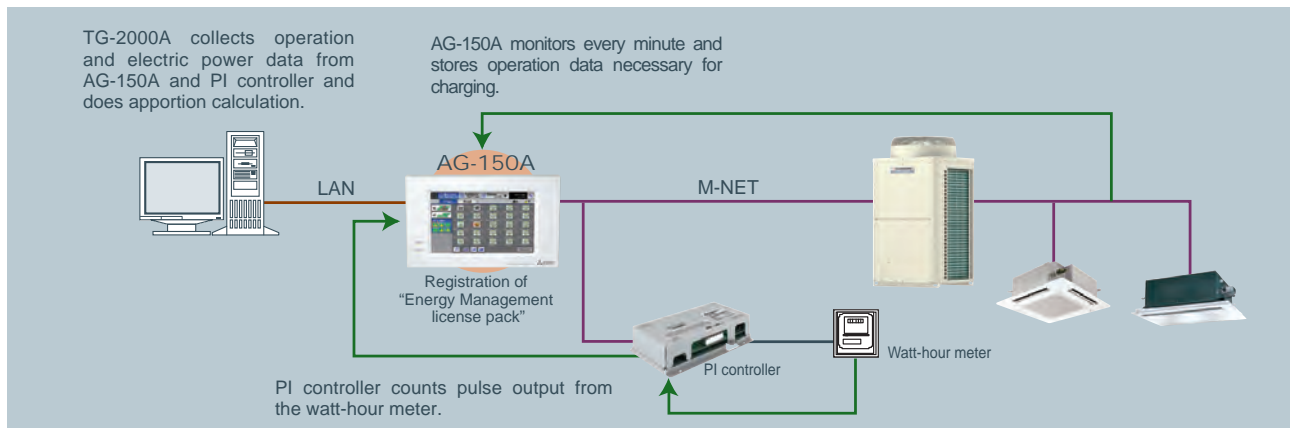 TG-2000A collects operation
and electric power data from
AG-150A and PI controller and
does apportion calculation.
AG-150A monitors every minute and
stores operation data necessary for
charging.
AG-150A
LAN
M-NET
Registration of
“Energy Management
license pack”
PI controller
Watt-hour meter
PI controller counts pulse output from
the watt-hour meter.